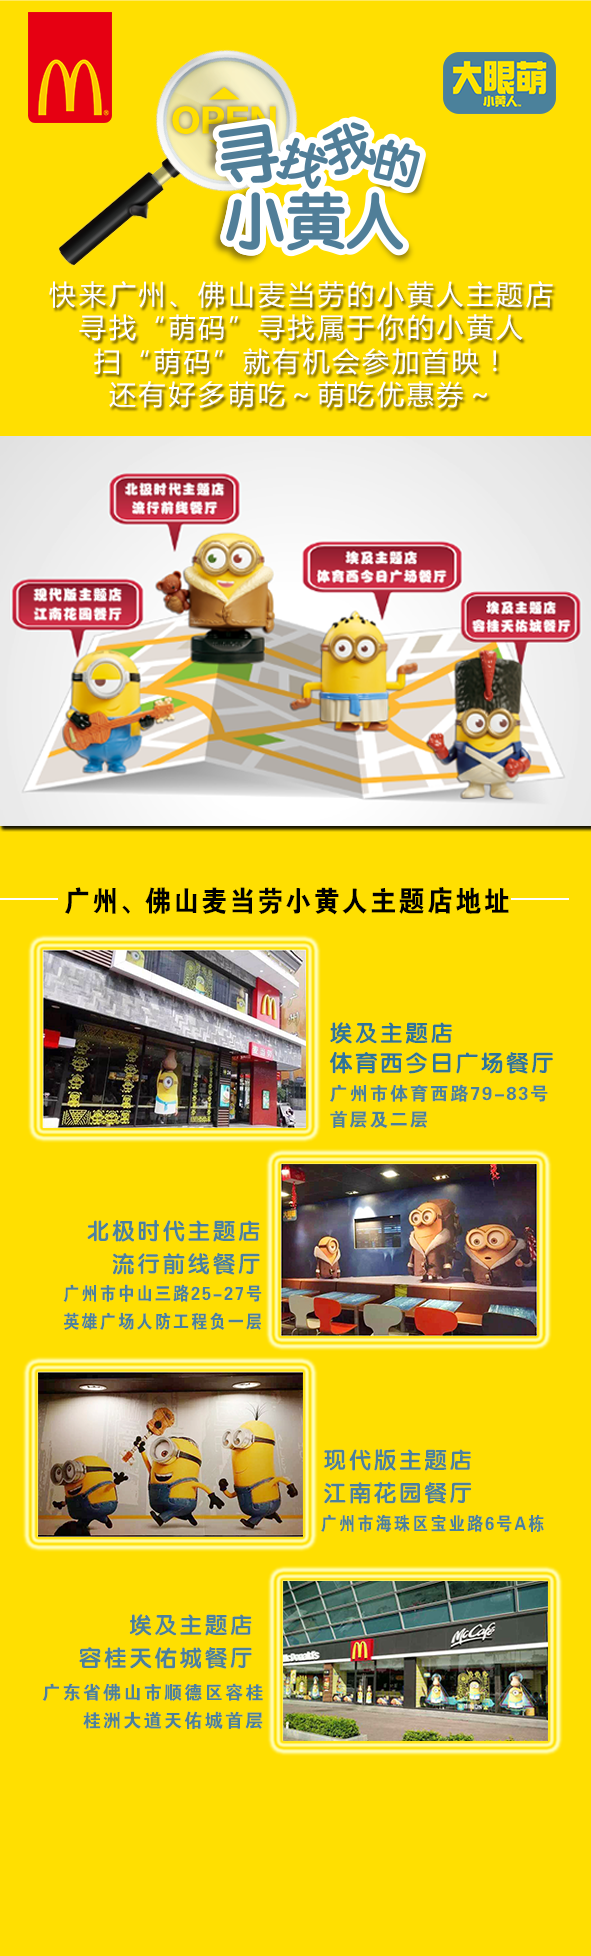 大眼萌
小黄人
OPEN
寻找我的
小黄人
快来广州、佛山麦当劳的小黄人主题店
寻找“萌码”寻找属于你的小黄人
扫“萌码”就有机会参加首映！
还有好多萌吃～萌吃优惠券～
北极时代主题店
流行前线餐厅
埃及主题店
体育西今日广场餐厅
现代版主题店
江南花园餐厅
埃及主题店
容桂天佑城餐厅
广州、佛山麦当劳小黄人主题店地址
埃及主题店
体育西今日广场餐厅
广州市体育西路79-83号
首层及二层
北极时代主题店
流行前线餐厅
广州市中山三路25-27号
英雄广场人防工程负一层
现代版主题店
江南花园餐厅
广州市海珠区宝业路6号A栋
埃及主题店
容桂天佑城餐厅
广东省佛山市顺德区容桂
桂洲大道天佑城首层
McCafé